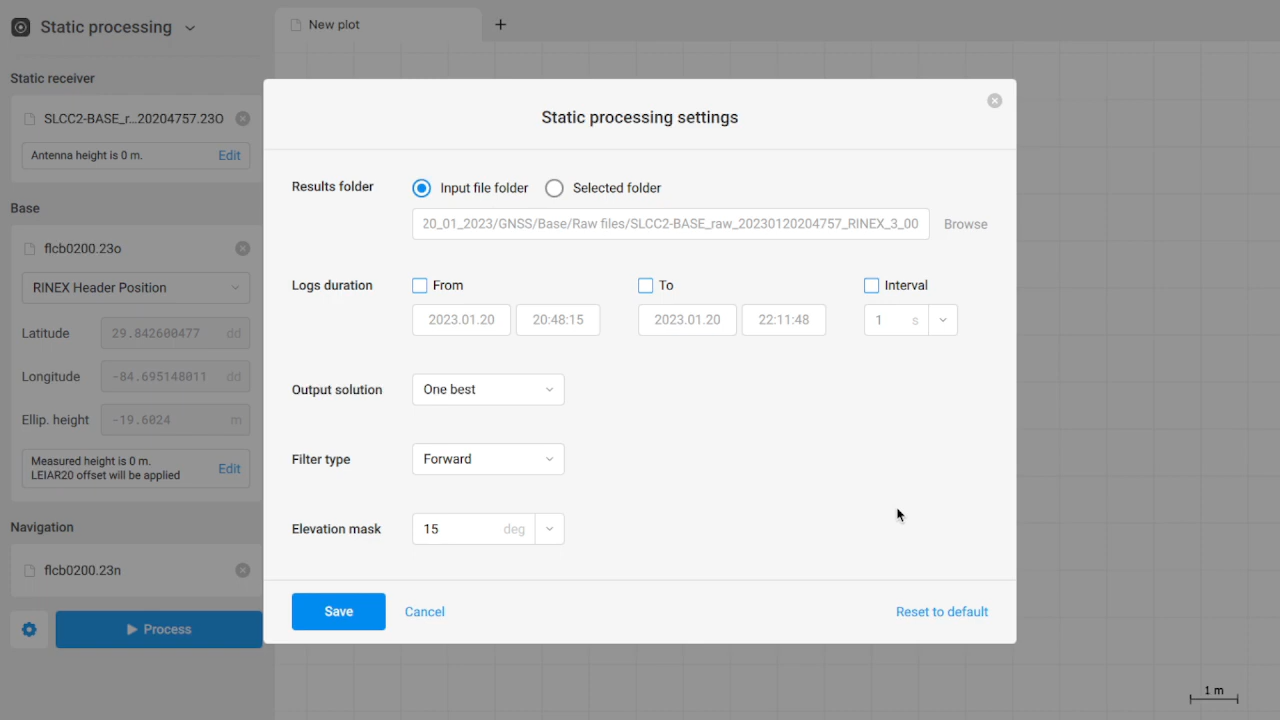 Static processing
New plot
Static receiver
SLCC2-BASE_r...20204757.23O
Antenna height is 0 m.
Edit
Base
flcb0200.23o
RINEX Header Position
Latitude
29.842600477 dd
Longitude
-84.695148011 dd
Ellip. height
-19.6024 m
Measured height is 0 m.
LEIAR20 offset will be applied
Edit
Navigation
flcb0200.23n
Process
Static processing settings
Results folder
Input file folder
Selected folder
20_01_2023/GNSS/Base/Raw files/SLCC2-BASE_raw_20230120204757_RINEX_3_00
Browse
Logs duration
From
To
Interval
2023.01.20
20:48:15
2023.01.20
22:11:48
1 s
Output solution
One best
Filter type
Forward
Elevation mask
15 deg
Save
Cancel
Reset to default
1 m